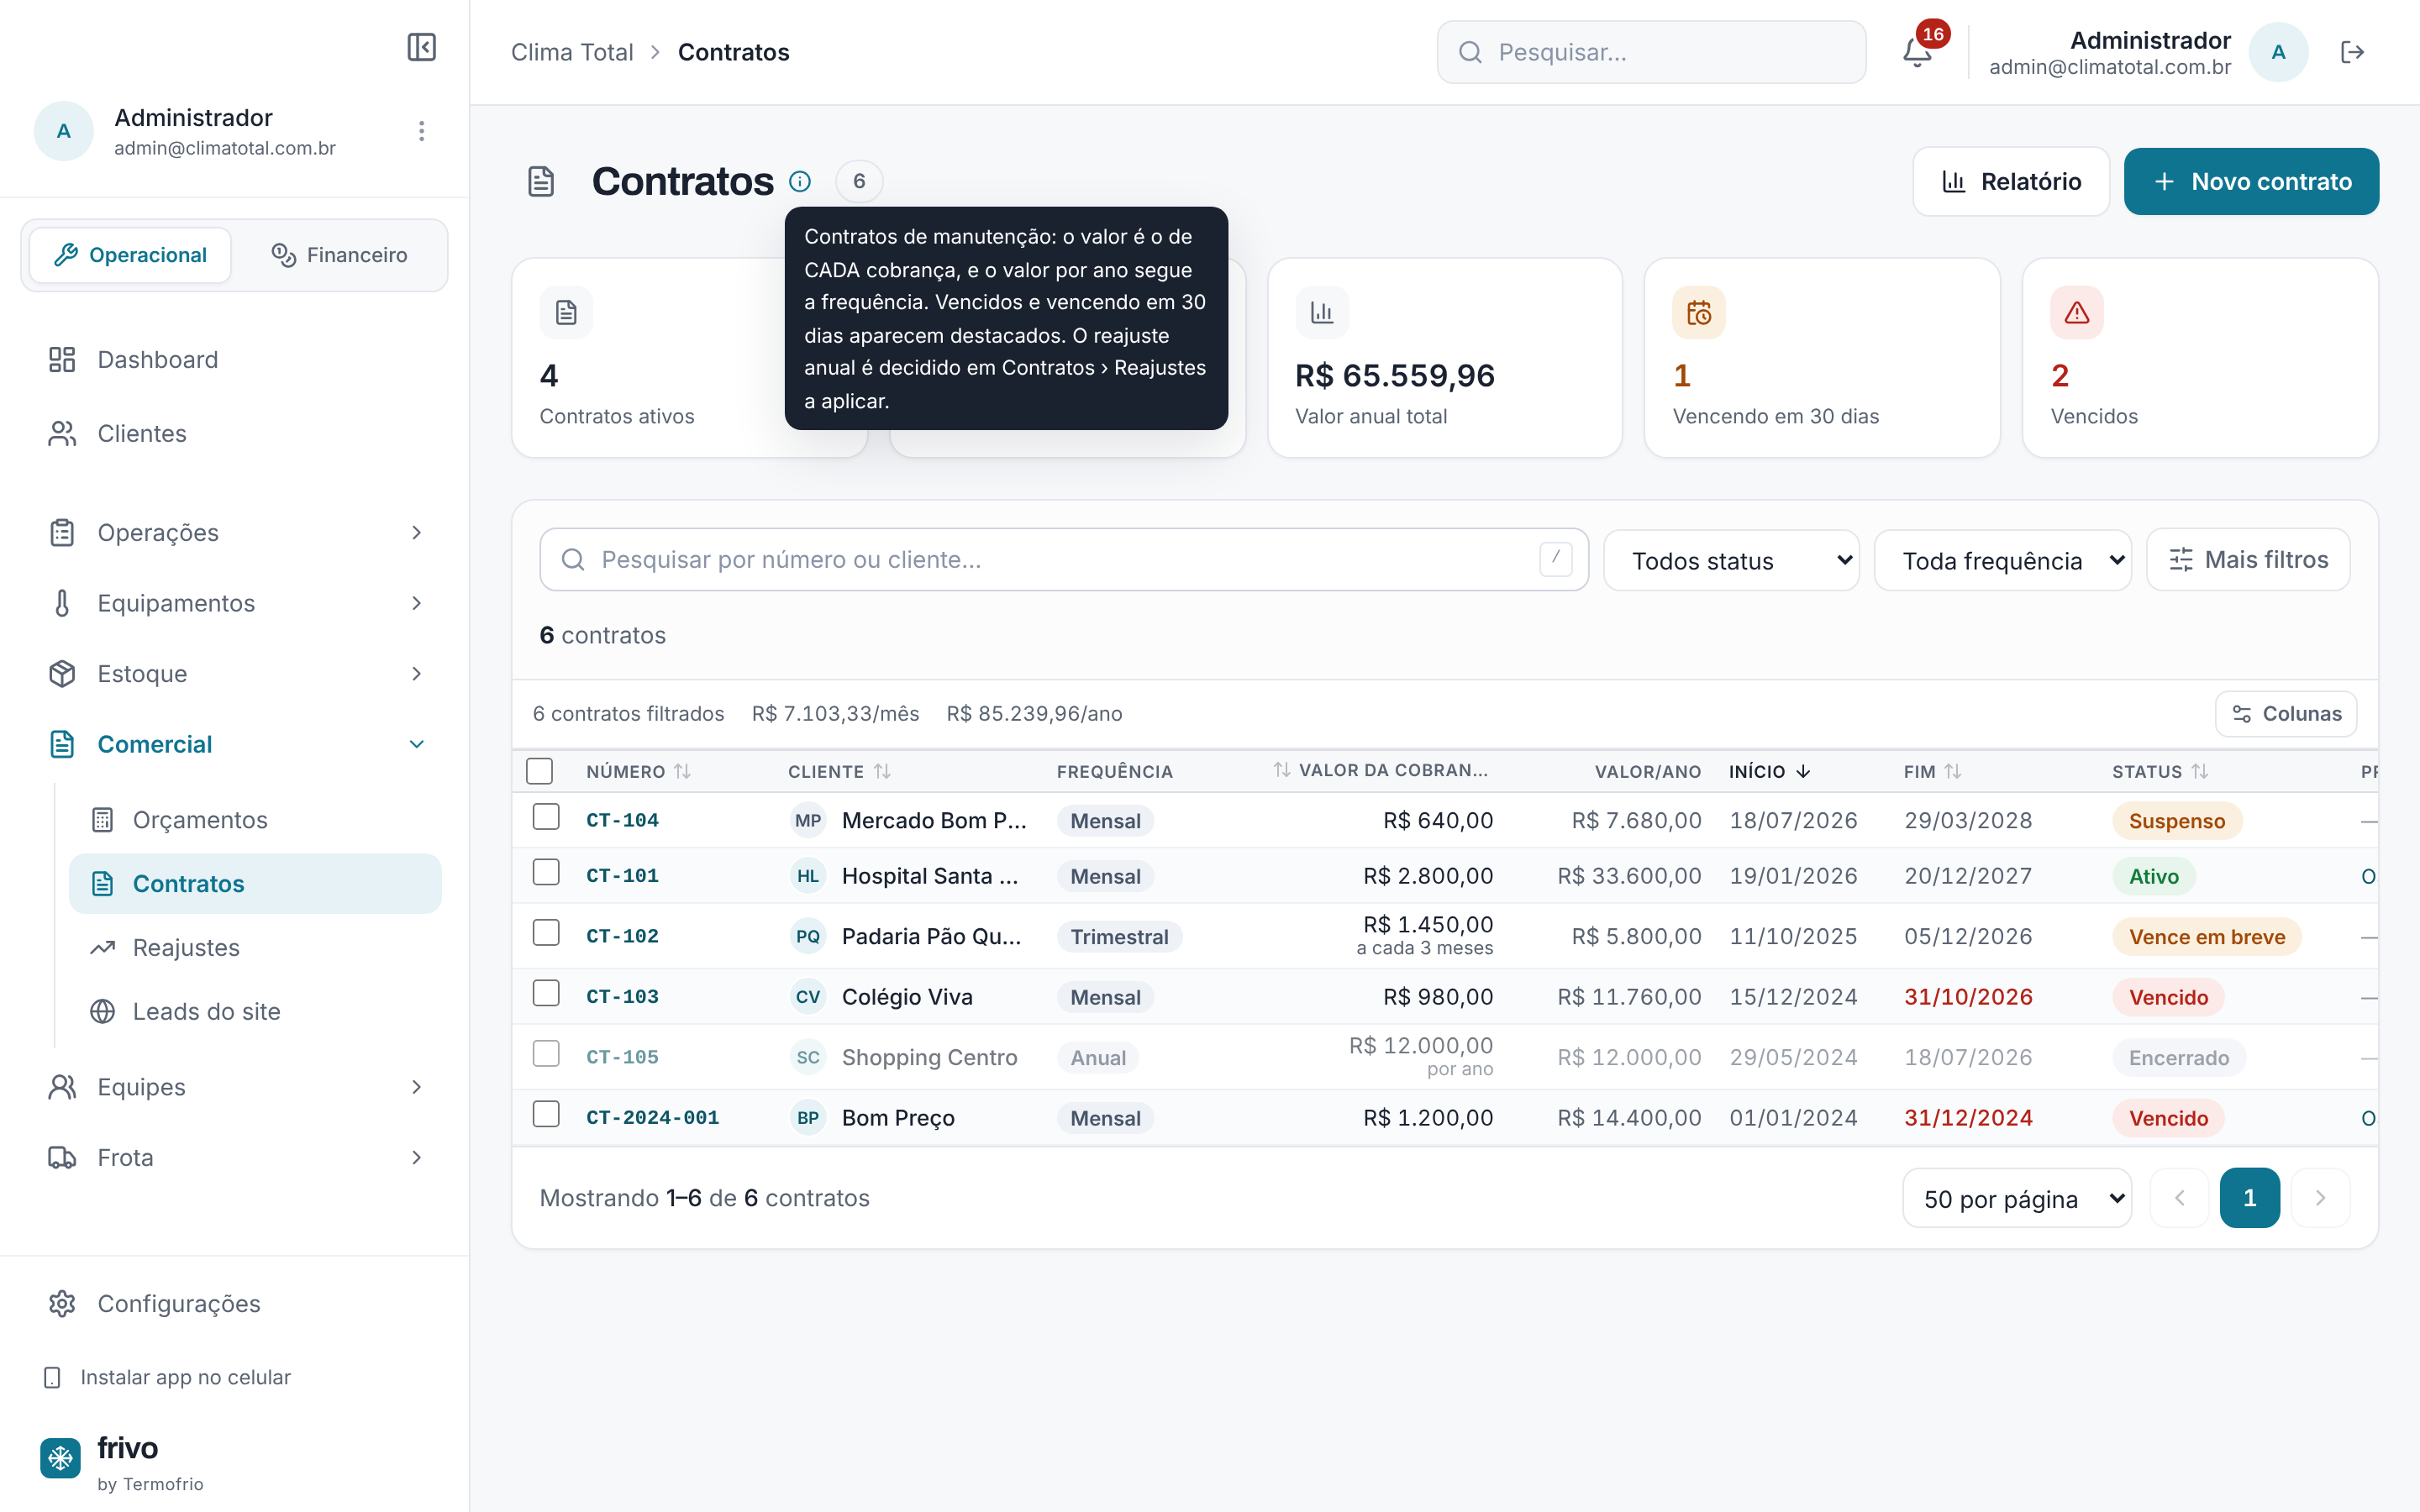 Clima Total > Contratos
Pesquisar...
16
Administrador
admin@climatotal.com.br
A
A
Administrador
admin@climatotal.com.br
Operacional
Financeiro
Dashboard
Clientes
Operações
Equipamentos
Estoque
Comercial
Orçamentos
Contratos
Reajustes
Leads do site
Equipes
Frota
Configurações
Instalar app no celular
frivo
by Termofrio
Contratos
6
Relatório
+ Novo contrato
Contratos de manutenção: o valor é o de
CADA cobrança, e o valor por ano segue
a frequência. Vencidos e vencendo em 30
dias aparecem destacados. O reajuste
anual é decidido em Contratos › Reajustes
a aplicar.
4
Contratos ativos
R$ 65.559,96
Valor anual total
1
Vencendo em 30 dias
2
Vencidos
Pesquisar por número ou cliente...
/
Todos status
Toda frequência
Mais filtros
6 contratos
6 contratos filtrados R$ 7.103,33/mês R$ 85.239,96/ano
Colunas
NÚMERO CLIENTE FREQUÊNCIA VALOR DA COBRAN... VALOR/ANO INÍCIO FIM STATUS
CT-104 MP Mercado Bom P... Mensal R$ 640,00 R$ 7.680,00 18/07/2026 29/03/2028 Suspenso —
CT-101 HL Hospital Santa ... Mensal R$ 2.800,00 R$ 33.600,00 19/01/2026 20/12/2027 Ativo
CT-102 PQ Padaria Pão Qu... Trimestral R$ 1.450,00 a cada 3 meses R$ 5.800,00 11/10/2025 05/12/2026 Vence em breve —
CT-103 CV Colégio Viva Mensal R$ 980,00 R$ 11.760,00 15/12/2024 31/10/2026 Vencido —
CT-105 SC Shopping Centro Anual R$ 12.000,00 por ano R$ 12.000,00 29/05/2024 18/07/2026 Encerrado —
CT-2024-001 BP Bom Preço Mensal R$ 1.200,00 R$ 14.400,00 01/01/2024 31/12/2024 Vencido
Mostrando 1–6 de 6 contratos
50 por página
1